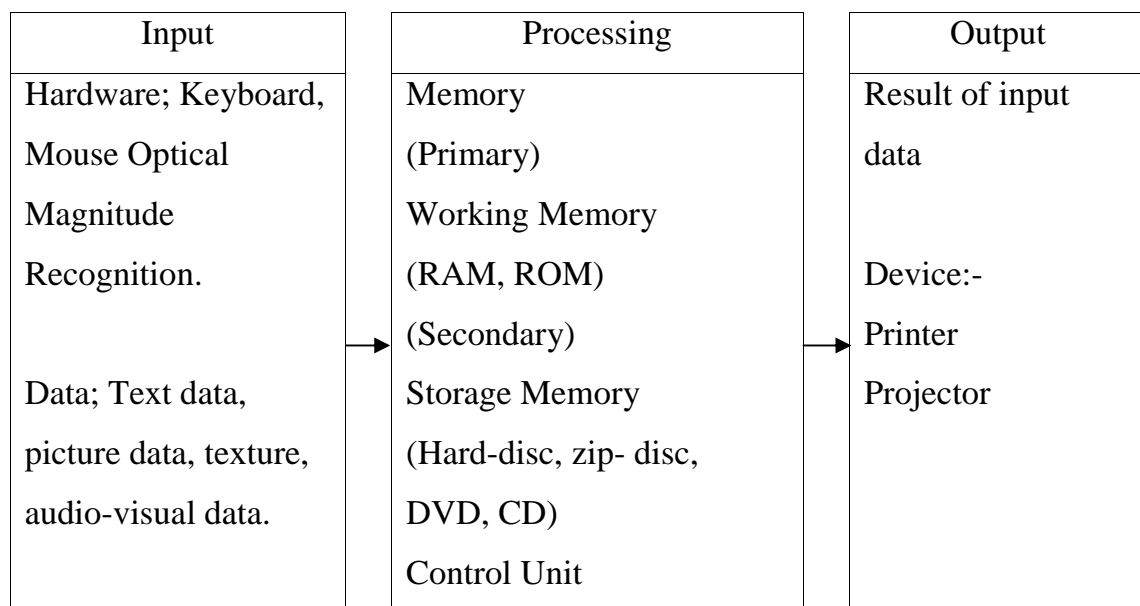 Input
Hardware; Keyboard,
Mouse Optical
Magnitude
Recognition.
Data; Text data,
picture data, texture,
audio-visual data.
Processing
Memory
(Primary)
Working Memory
(RAM, ROM)
(Secondary)
Storage Memory
(Hard-disc, zip- disc,
DVD, CD)
Control Unit
Output
Result of input
data
Device:-
Printer
Projector